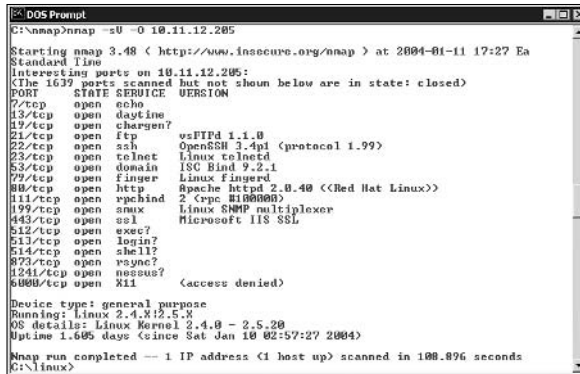 DOS Prompt
C:\nmap>nmap -sV -O 10.11.12.205
Starting nmap 3.48 ( http://www.insecure.org/nmap ) at 2004-01-11 17:27 Ea
Standard Time
Interesting ports on 10.11.12.205:
(The 1639 ports scanned but not shown below are in state: closed)
PORT STATE SERVICE VERSION
7/tcp open echo
13/tcp open daytime
19/tcp open chargen?
21/tcp open ftp vsFTPd 1.1.0
22/tcp open ssh OpenSSH 3.4p1 (protocol 1.99)
23/tcp open telnet Linux telnetd
53/tcp open domain ISC Bind 9.2.1
79/tcp open finger Linux fingerd
80/tcp open http Apache httpd 2.0.40 ((Red Hat Linux))
111/tcp open rpcbind 2 (rpc #100000)
199/tcp open smux Linux SNMP multiplexer
443/tcp open ssl Microsoft IIS SSL
512/tcp open exec?
513/tcp open login?
514/tcp open shell?
873/tcp open rsync?
1241/tcp open nessus?
6000/tcp open X11 (access denied)
Device type: general purpose
Running: Linux 2.4.X|2.5.X
OS details: Linux Kernel 2.4.0 - 2.5.20
Uptime 1.605 days (since Sat Jan 10 02:57:27 2004)
Nmap run completed -- 1 IP address (1 host up) scanned in 108.896 seconds
C:\linux>